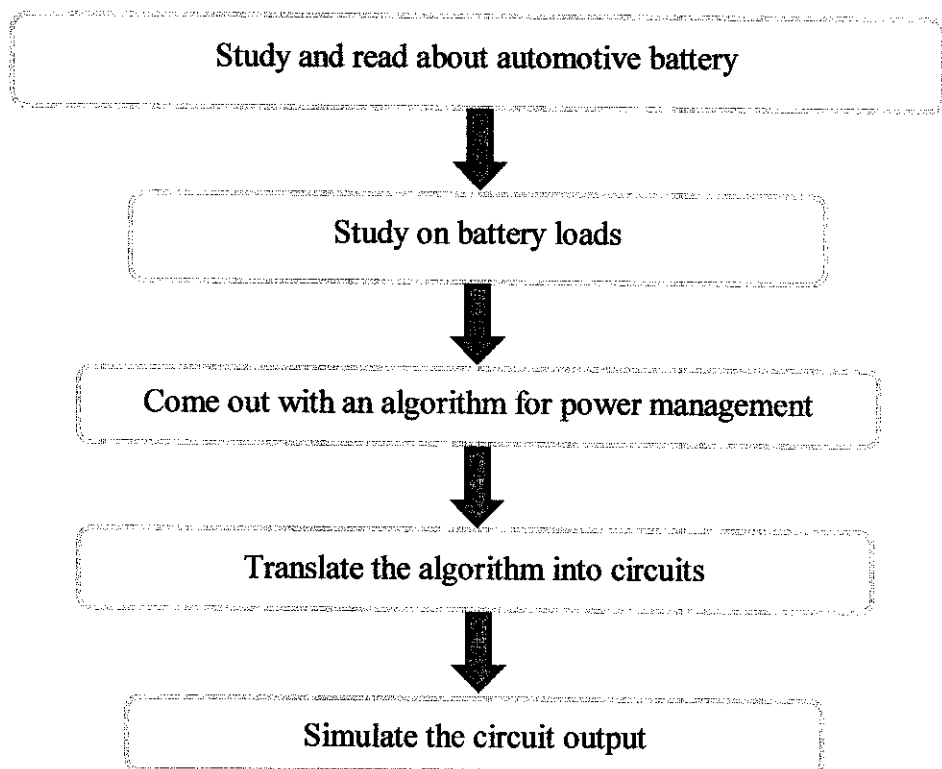 Study and read about automotive battery
Study on battery loads
Come out with an algorithm for power management
Translate the algorithm into circuits
Simulate the circuit output